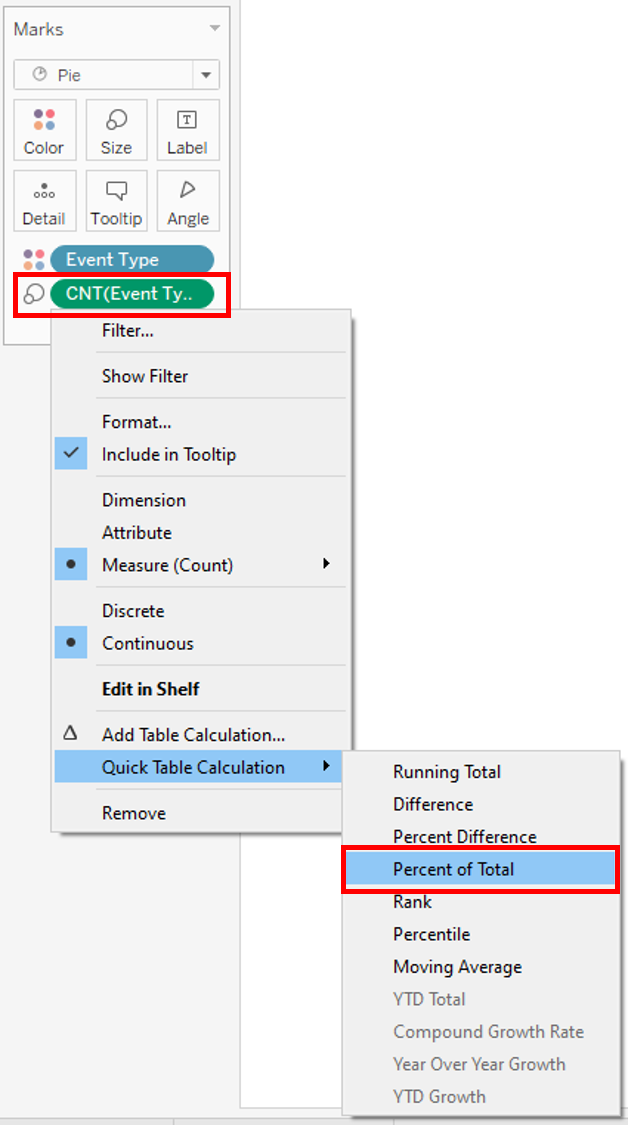 Marks
Pie
Color Size Label
Detail Tooltip Angle
Event Type
CNT(Event Ty..
Filter...
Show Filter
Format...
Include in Tooltip
Dimension
Attribute
Measure (Count)
Discrete
Continuous
Edit in Shelf
Add Table Calculation...
Quick Table Calculation
Remove
Running Total
Difference
Percent Difference
Percent of Total
Rank
Percentile
Moving Average
YTD Total
Compound Growth Rate
Year Over Year Growth
YTD Growth